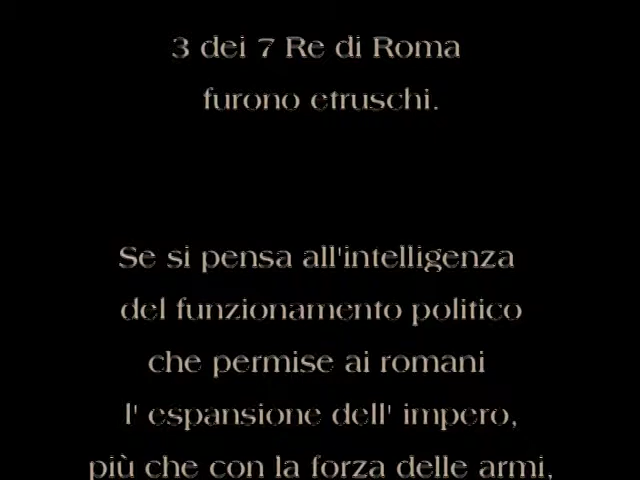 3 dei 7 Re di Roma
furono etruschi.
Se si pensa all'intelligenza
del funzionamento politico
che permise ai romani
l' espansione dell' impero,
più che con la forza delle armi,